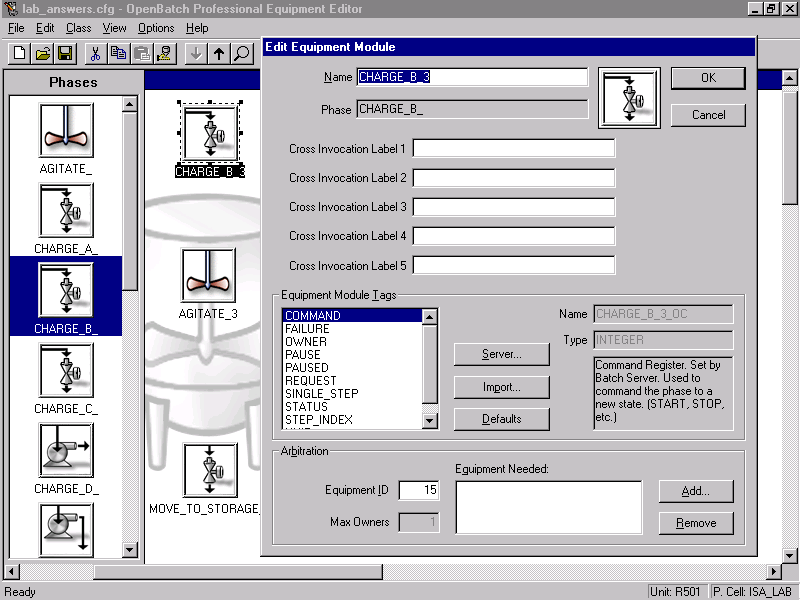 lab_answers.cfg - OpenBatch Professional Equipment Editor
File Edit Class View Options Help
Phases
AGITATE_
CHARGE_A_
CHARGE_B_
CHARGE_C_
CHARGE_D_
CHARGE_B_3
AGITATE_3
MOVE_TO_STORAGE_
Edit Equipment Module
Name CHARGE_B_3
OK
Phase CHARGE_B_
Cancel
Cross Invocation Label 1
Cross Invocation Label 2
Cross Invocation Label 3
Cross Invocation Label 4
Cross Invocation Label 5
Equipment Module Tags
COMMAND
FAILURE
OWNER
PAUSE
PAUSED
REQUEST
SINGLE_STEP
STATUS
STEP_INDEX
Server...
Import...
Defaults
Name CHARGE_B_3_OC
Type INTEGER
Command Register. Set by
Batch Server. Used to
command the phase to a
new state. (START, STOP,
etc.)
Arbitration
Equipment ID 15
Max Owners 1
Equipment Needed:
Add...
Remove
Ready
Unit: R501
P. Cell: ISA_LAB